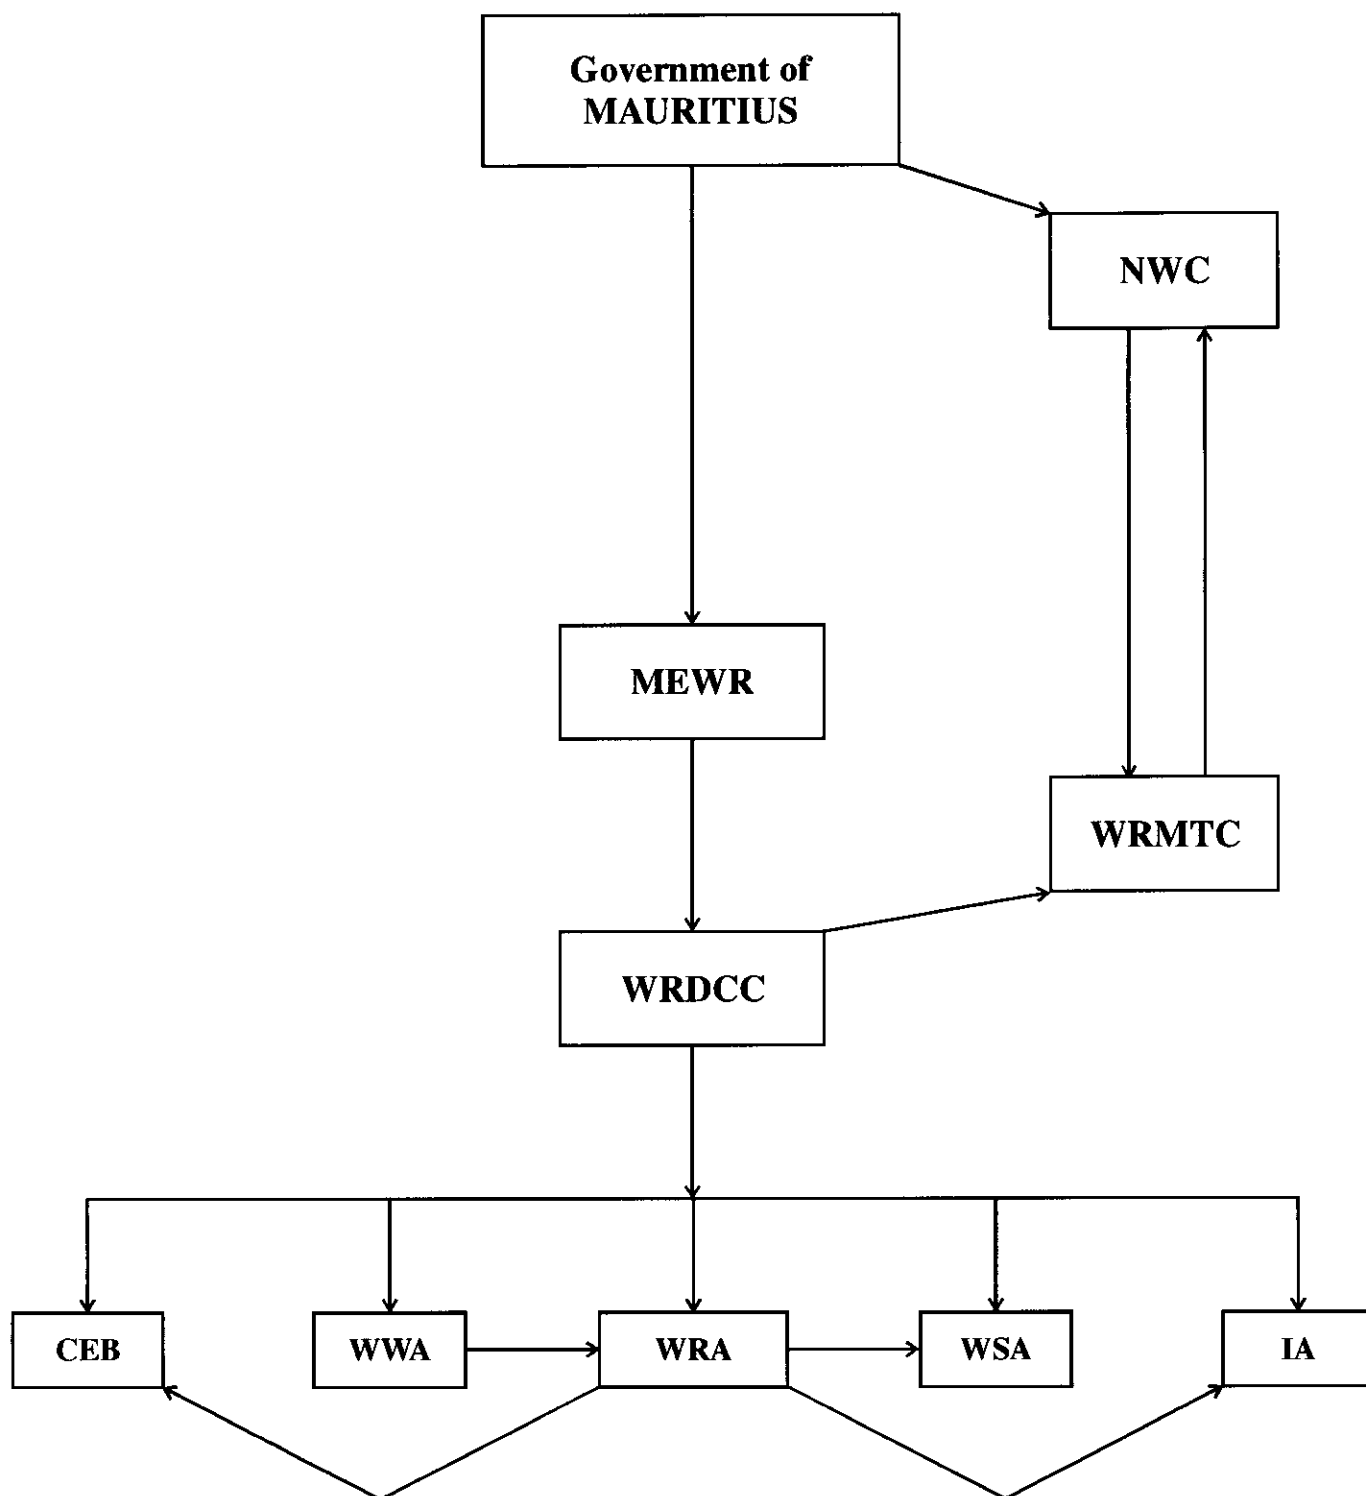 Government of
MAURITIUS
NWC
MEWR
WRMTC
WRDCC
CEB
WWA
WRA
WSA
IA